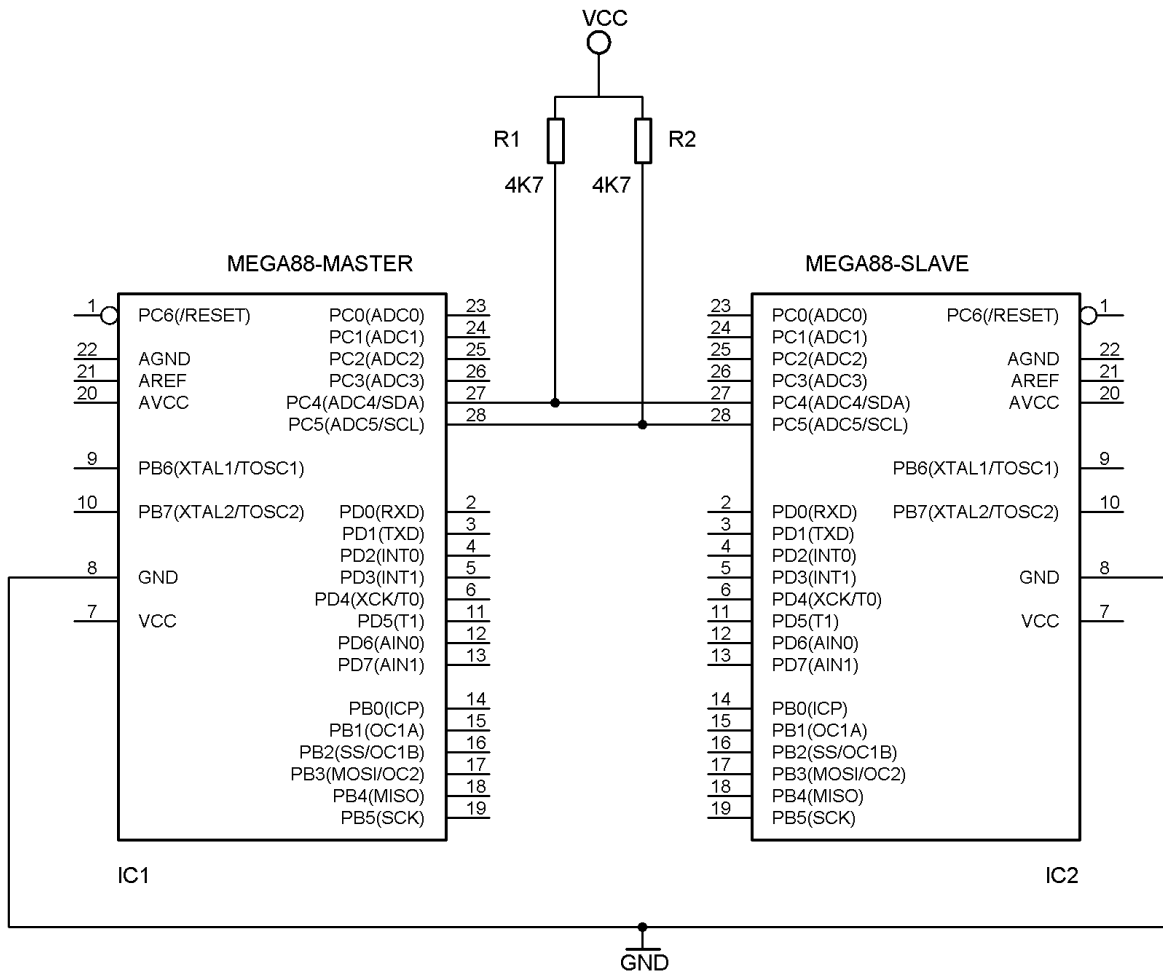 VCC
R1
R2
4K7
4K7
MEGA88-MASTER
1 PC6(/RESET)
22 AGND
21 AREF
20 AVCC
9 PB6(XTAL1/TOSC1)
10 PB7(XTAL2/TOSC2)
8 GND
7 VCC
PC0(ADC0) 23
PC1(ADC1) 24
PC2(ADC2) 25
PC3(ADC3) 26
PC4(ADC4/SDA) 27
PC5(ADC5/SCL) 28
PD0(RXD) 2
PD1(TXD) 3
PD2(INT0) 4
PD3(INT1) 5
PD4(XCK/T0) 6
PD5(T1) 11
PD6(AIN0) 12
PD7(AIN1) 13
PB0(ICP) 14
PB1(OC1A) 15
PB2(SS/OC1B) 16
PB3(MOSI/OC2) 17
PB4(MISO) 18
PB5(SCK) 19
IC1
MEGA88-SLAVE
23 PC0(ADC0)
24 PC1(ADC1)
25 PC2(ADC2)
26 PC3(ADC3)
27 PC4(ADC4/SDA)
28 PC5(ADC5/SCL)
2 PD0(RXD)
3 PD1(TXD)
4 PD2(INT0)
5 PD3(INT1)
6 PD4(XCK/T0)
11 PD5(T1)
12 PD6(AIN0)
13 PD7(AIN1)
14 PB0(ICP)
15 PB1(OC1A)
16 PB2(SS/OC1B)
17 PB3(MOSI/OC2)
18 PB4(MISO)
19 PB5(SCK)
PC6(/RESET) 1
AGND 22
AREF 21
AVCC 20
PB6(XTAL1/TOSC1) 9
PB7(XTAL2/TOSC2) 10
GND 8
VCC 7
IC2
GND